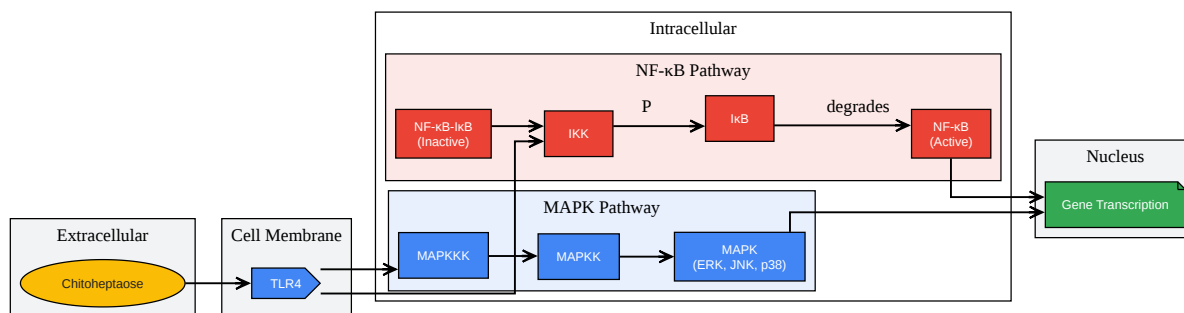 Intracellular
NF-κB Pathway
NF-κB-IκB
(Inactive)
IKK
P
IκB
degrades
NF-κB
(Active)
Nucleus
Gene Transcription
MAPK Pathway
MAPKKK
MAPKK
MAPK
(ERK, JNK, p38)
Extracellular
Chitoheptaose
Cell Membrane
TLR4